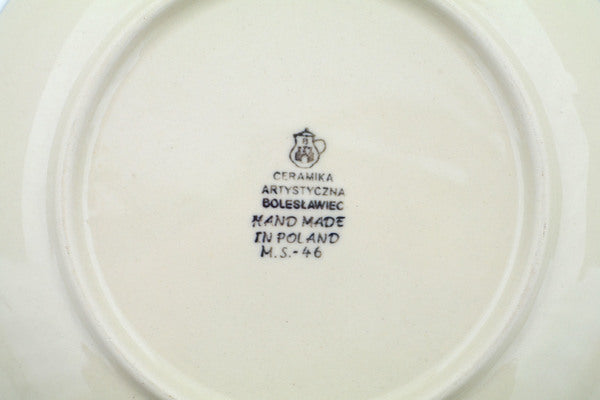 CERAMIKA
ARTYSTYCZNA
BOLESŁAWIEC
HAND MADE
IN POLAND
M.S.-46